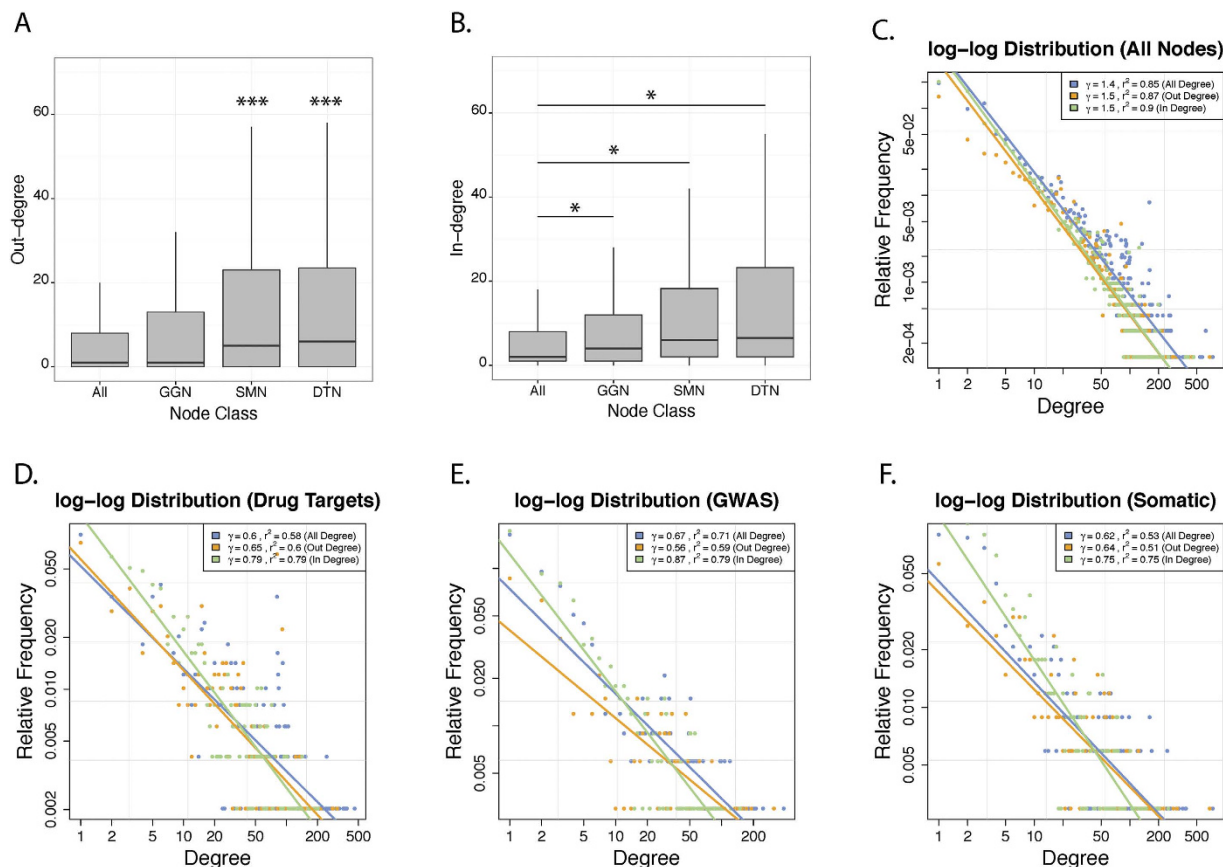 A
Out-degree
60
40
20
0
***
***
All
GGN
SMN
DTN
Node Class
B.
In-degree
60
40
20
0
*
*
*
All
GGN
SMN
DTN
Node Class
C.
log−log Distribution (All Nodes)
γ = 1.4 , r² = 0.85 (All Degree)
γ = 1.5 , r² = 0.87 (Out Degree)
γ = 1.5 , r² = 0.9 (In Degree)
Relative Frequency
5e−02
5e−03
1e−03
2e−04
1
2
5
10
50
200
500
Degree
D.
log−log Distribution (Drug Targets)
γ = 0.6 , r² = 0.58 (All Degree)
γ = 0.65 , r² = 0.6 (Out Degree)
γ = 0.79 , r² = 0.79 (In Degree)
Relative Frequency
0.050
0.020
0.010
0.005
0.002
1
2
5
10
20
50
150
500
Degree
E.
log−log Distribution (GWAS)
γ = 0.67 , r² = 0.71 (All Degree)
γ = 0.56 , r² = 0.59 (Out Degree)
γ = 0.87 , r² = 0.79 (In Degree)
Relative Frequency
0.050
0.020
0.005
1
2
5
10
20
50
200
Degree
F.
log−log Distribution (Somatic)
γ = 0.62 , r² = 0.53 (All Degree)
γ = 0.64 , r² = 0.51 (Out Degree)
γ = 0.75 , r² = 0.75 (In Degree)
Relative Frequency
0.050
0.020
0.010
0.005
1
2
5
10
50
200
500
Degree